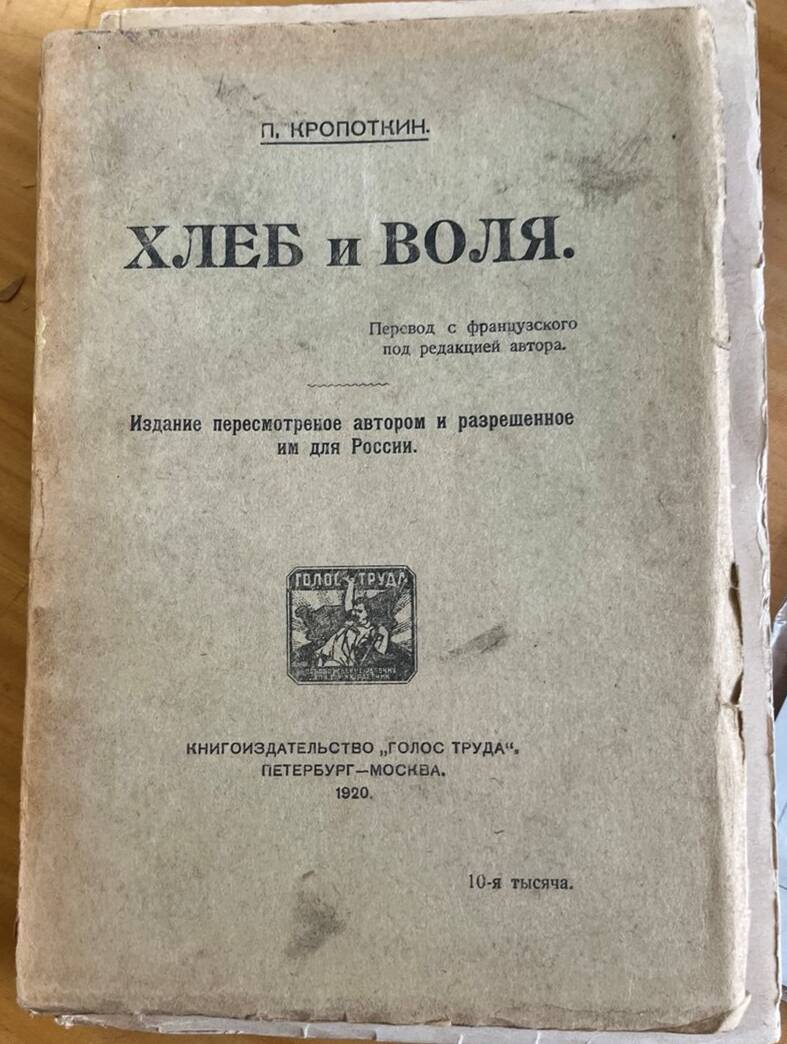 П. КРОПОТКИН.
ХЛЕБ и ВОЛЯ.
Перевод с французского
под редакцией автора.
Издание пересмотреное автором и разрешенное
им для России.
ГОЛОС ТРУДА
КНИГОИЗДАТЕЛЬСТВО „ГОЛОС ТРУДА“.
ПЕТЕРБУРГ—МОСКВА.
1920.
10-я тысяча.